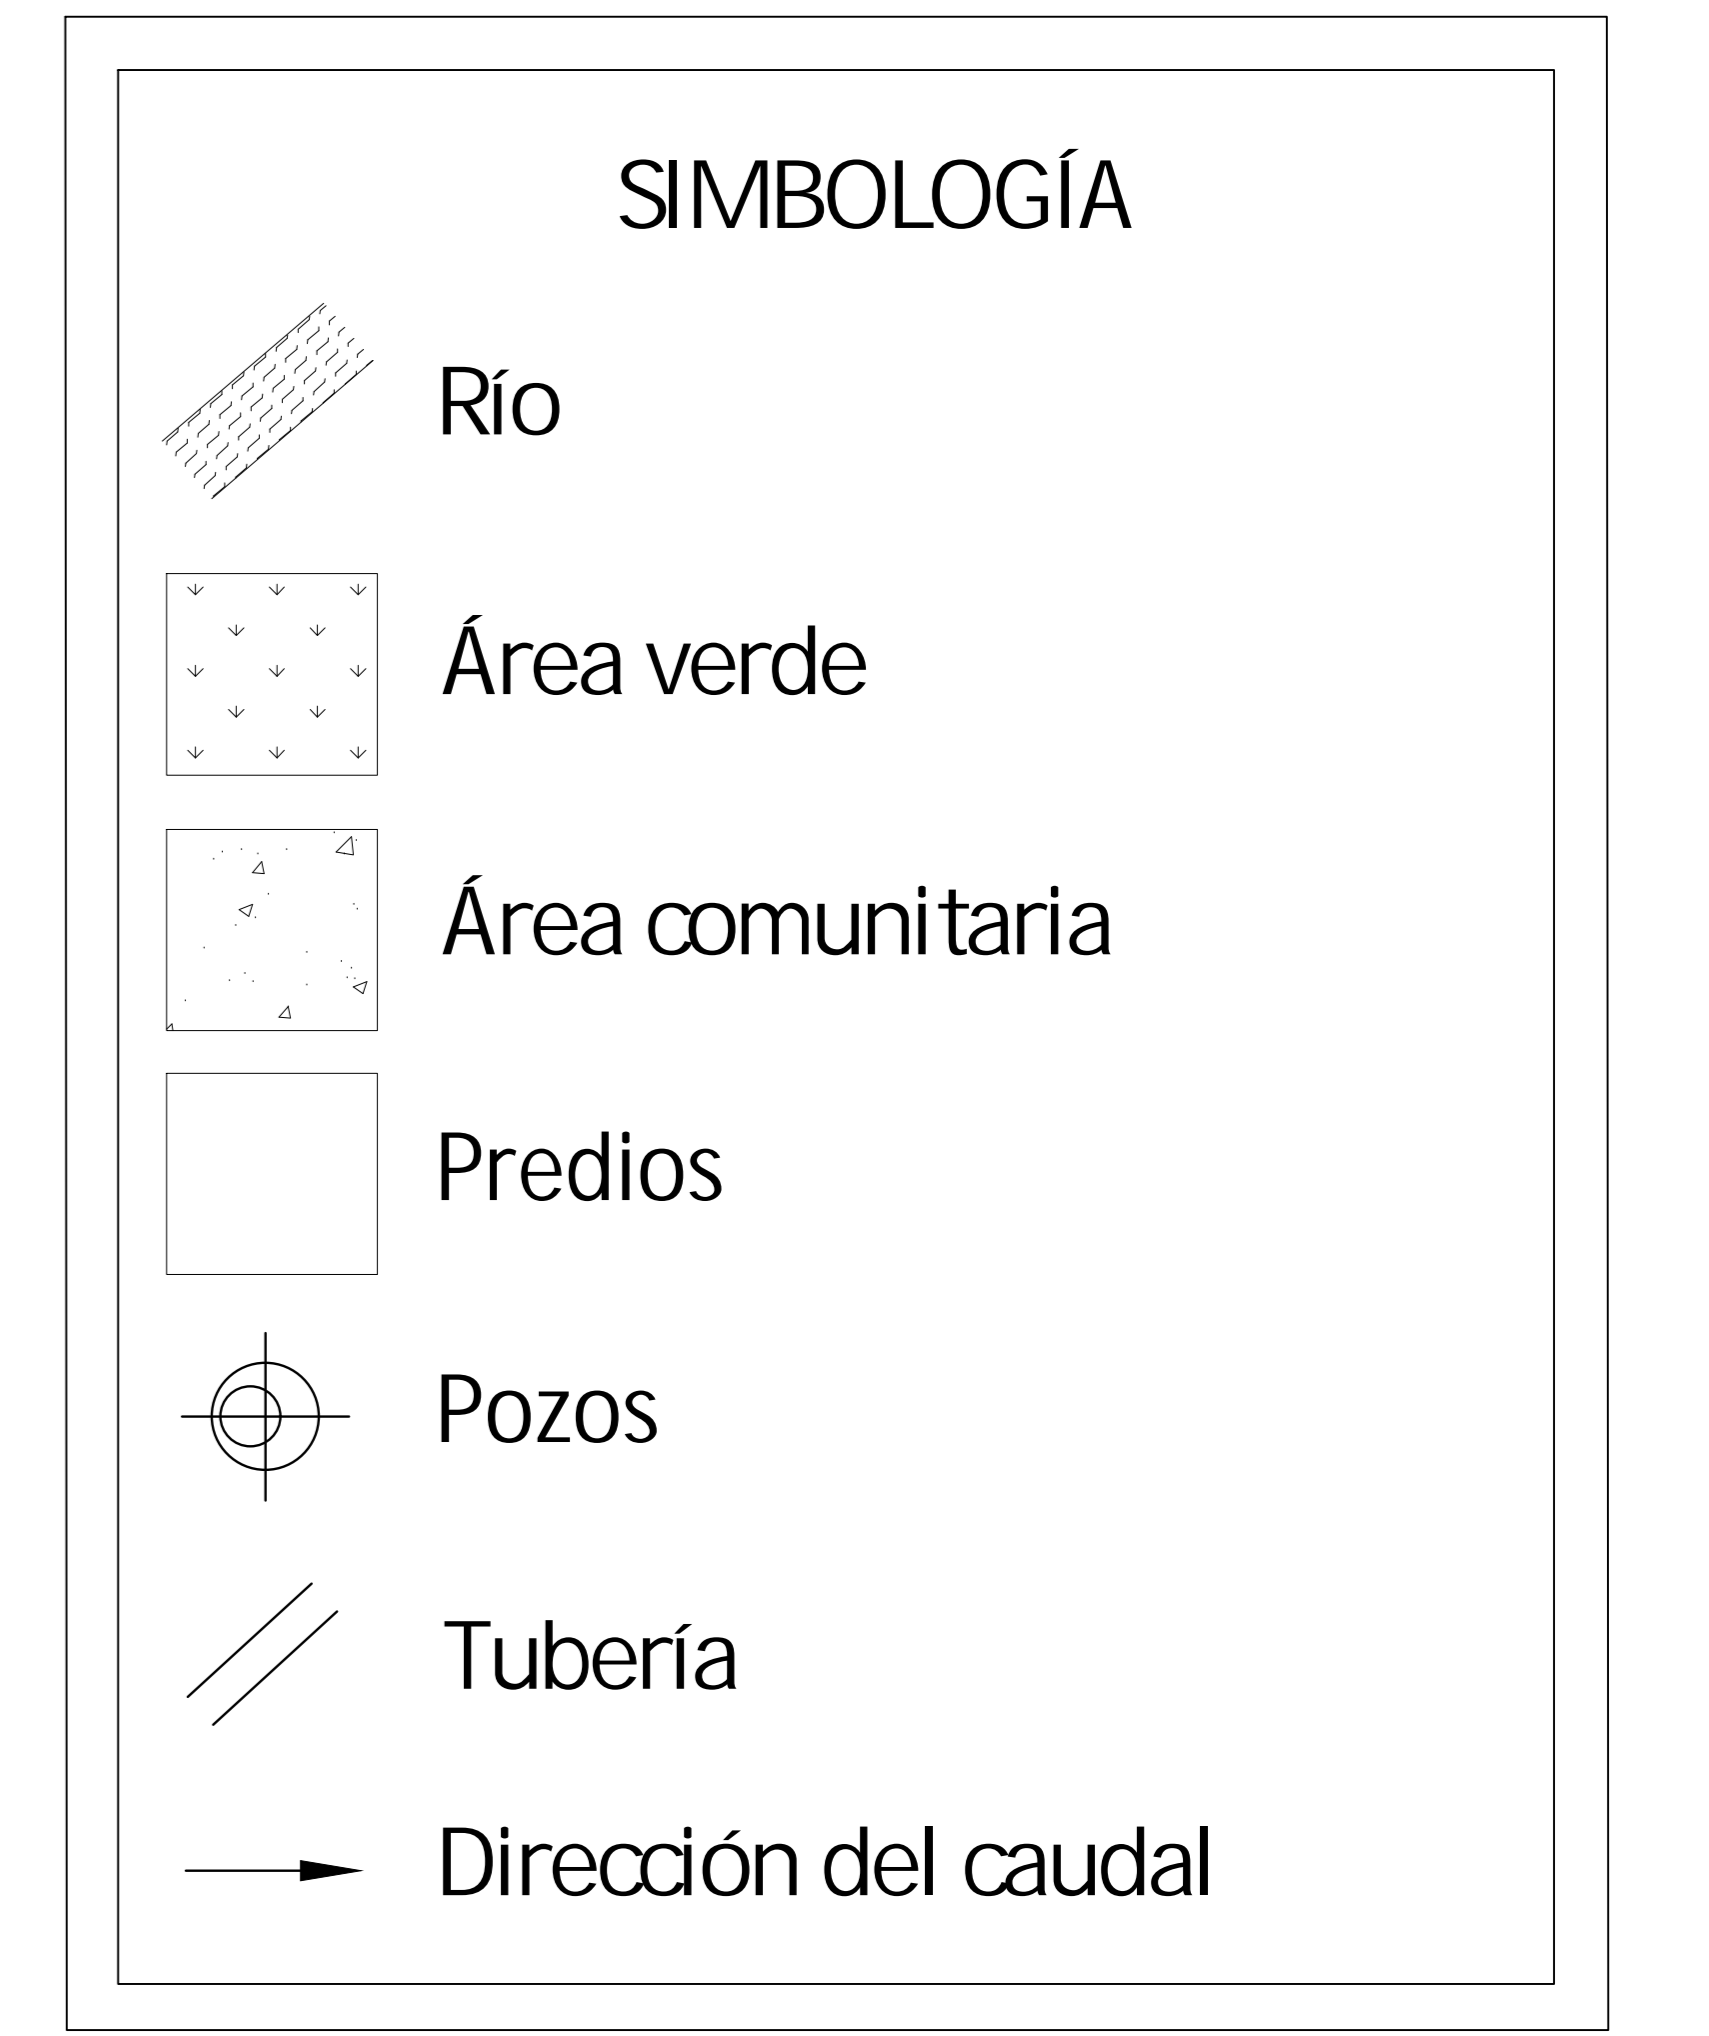 SIMBOLOGÍA
Río
Área verde
Área comunitaria
Predios
Pozos
Tubería
Dirección del caudal